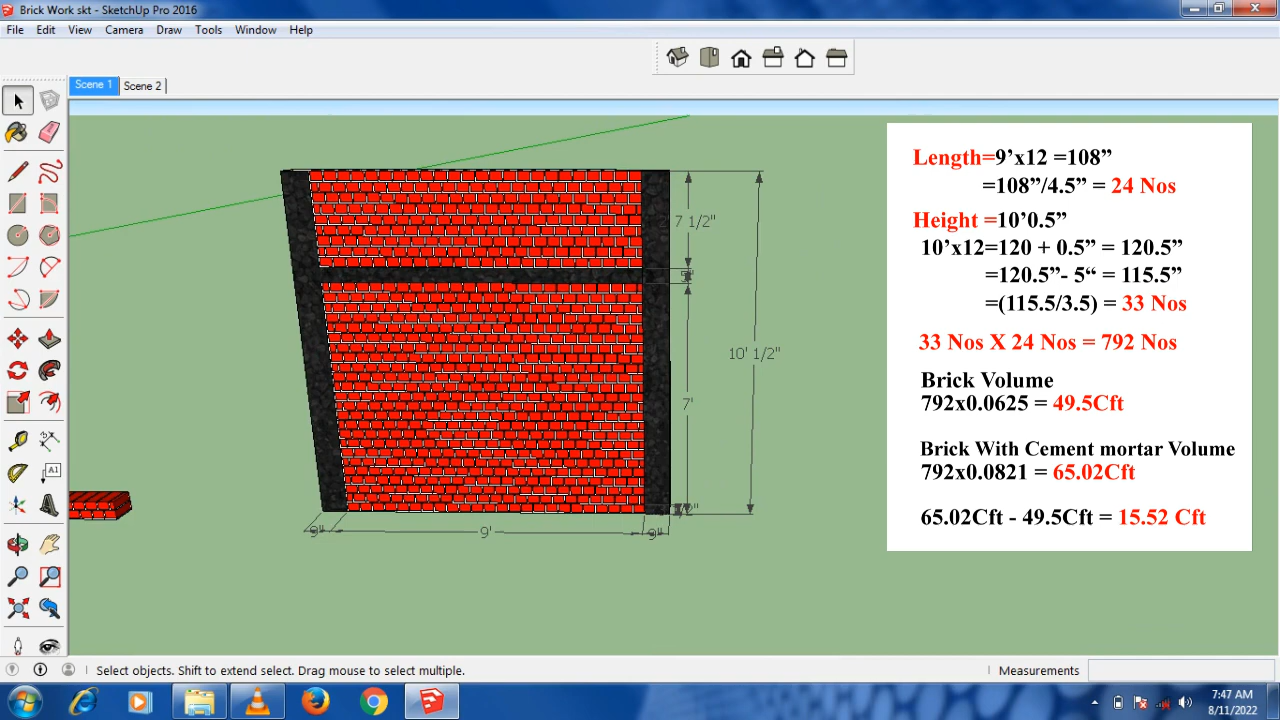 Brick Work skt - SketchUp Pro 2016
File Edit View Camera Draw Tools Window Help
Scene 1 Scene 2
7 1/2"
10' 1/2"
7'
9" 9' 9"
Length=9’x12 =108”
=108”/4.5” = 24 Nos
Height =10’0.5”
10’x12=120 + 0.5” = 120.5”
=120.5”- 5“ = 115.5”
=(115.5/3.5) = 33 Nos
33 Nos X 24 Nos = 792 Nos
Brick Volume
792x0.0625 = 49.5Cft
Brick With Cement mortar Volume
792x0.0821 = 65.02Cft
65.02Cft - 49.5Cft = 15.52 Cft
A1
Select objects. Shift to extend select. Drag mouse to select multiple.
Measurements
7:47 AM
8/11/2022